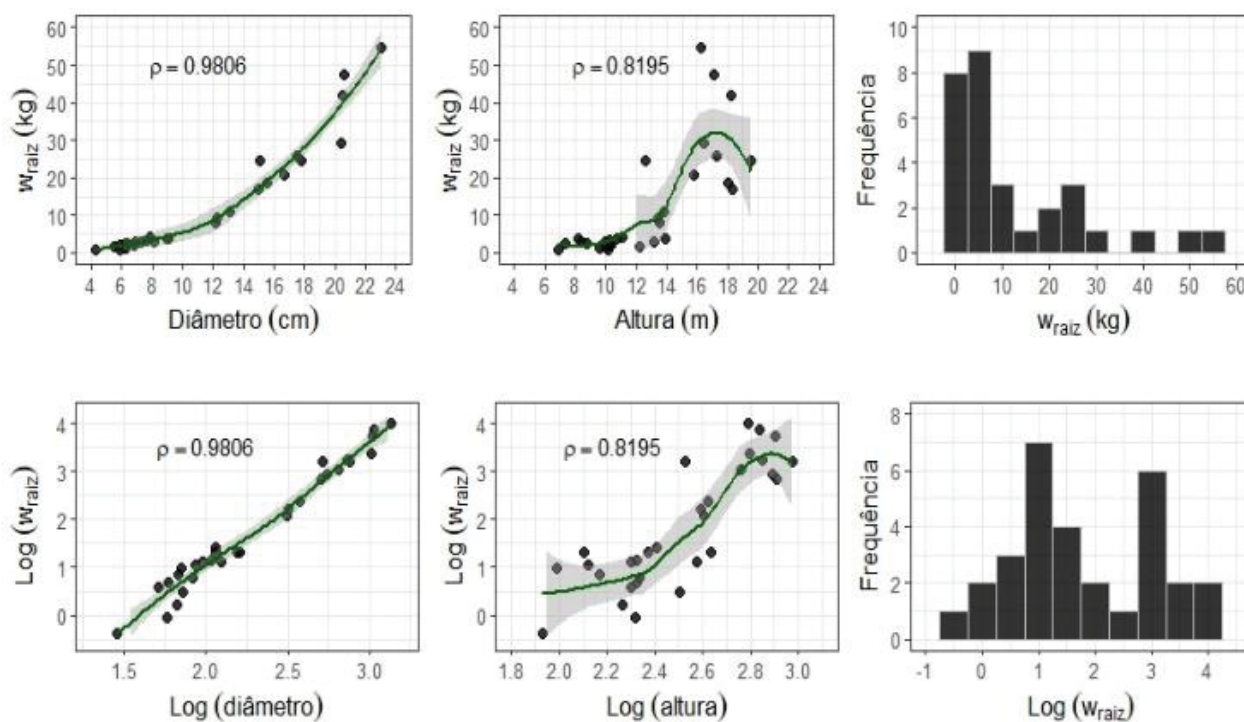 60
50
40
30
20
10
0
w_raiz (kg)
ρ = 0.9806
4 6 8 10 12 14 16 18 20 22 24
Diâmetro (cm)
60
50
40
30
20
10
0
w_raiz (kg)
ρ = 0.8195
4 6 8 10 12 14 16 18 20 22 24
Altura (m)
10
8
6
4
2
0
Frequência
0 10 20 30 40 50 60
w_raiz (kg)
4
3
2
1
0
Log (w_raiz)
ρ = 0.9806
1.5 2.0 2.5 3.0
Log (diâmetro)
4
3
2
1
0
Log (w_raiz)
ρ = 0.8195
1.8 2.0 2.2 2.4 2.6 2.8 3.0
Log (altura)
8
6
4
2
0
Frequência
-1 0 1 2 3 4
Log (w_raiz)